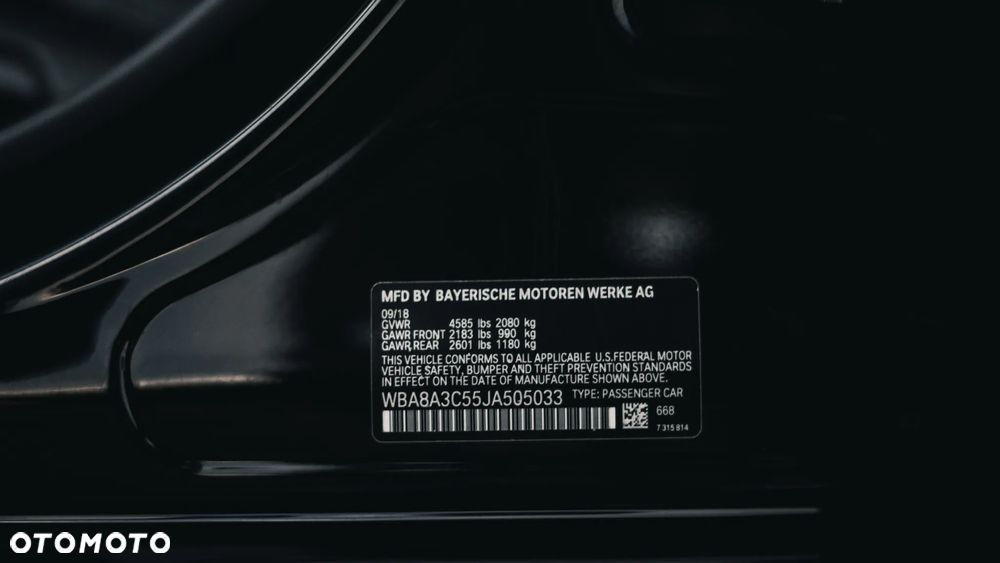 MFD BY BAYERISCHE MOTOREN WERKE AG
09/18
GVWR 4585 lbs 2080 kg
GAWR FRONT 2183 lbs 990 kg
GAWR REAR 2601 lbs 1180 kg
THIS VEHICLE CONFORMS TO ALL APPLICABLE U.S.FEDERAL MOTOR
VEHICLE SAFETY, BUMPER AND THEFT PREVENTION STANDARDS
IN EFFECT ON THE DATE OF MANUFACTURE SHOWN ABOVE.
WBA8A3C55JA505033 TYPE: PASSENGER CAR
668
7 315 814
OTOMOTO